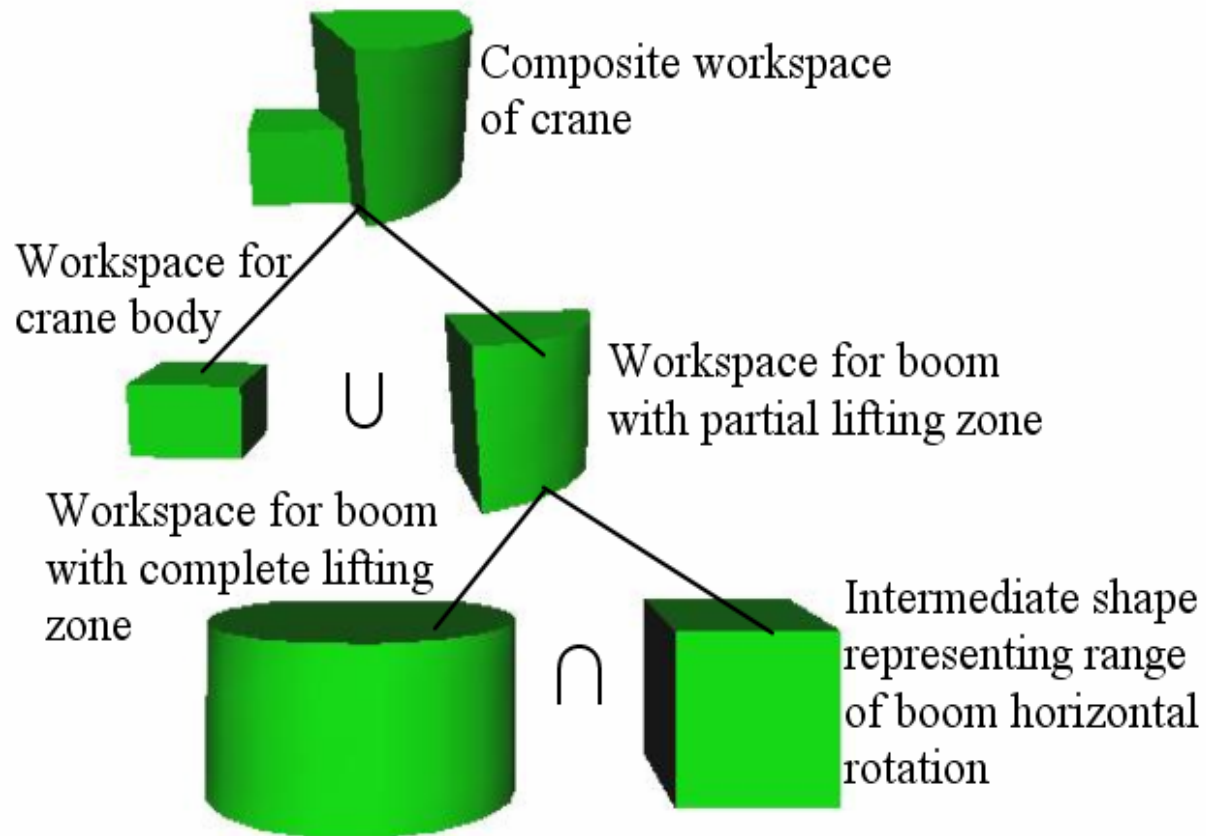 Composite workspace
of crane
Workspace for
crane body
∪
Workspace for boom
with partial lifting zone
Workspace for boom
with complete lifting
zone
∩
Intermediate shape
representing range
of boom horizontal
rotation